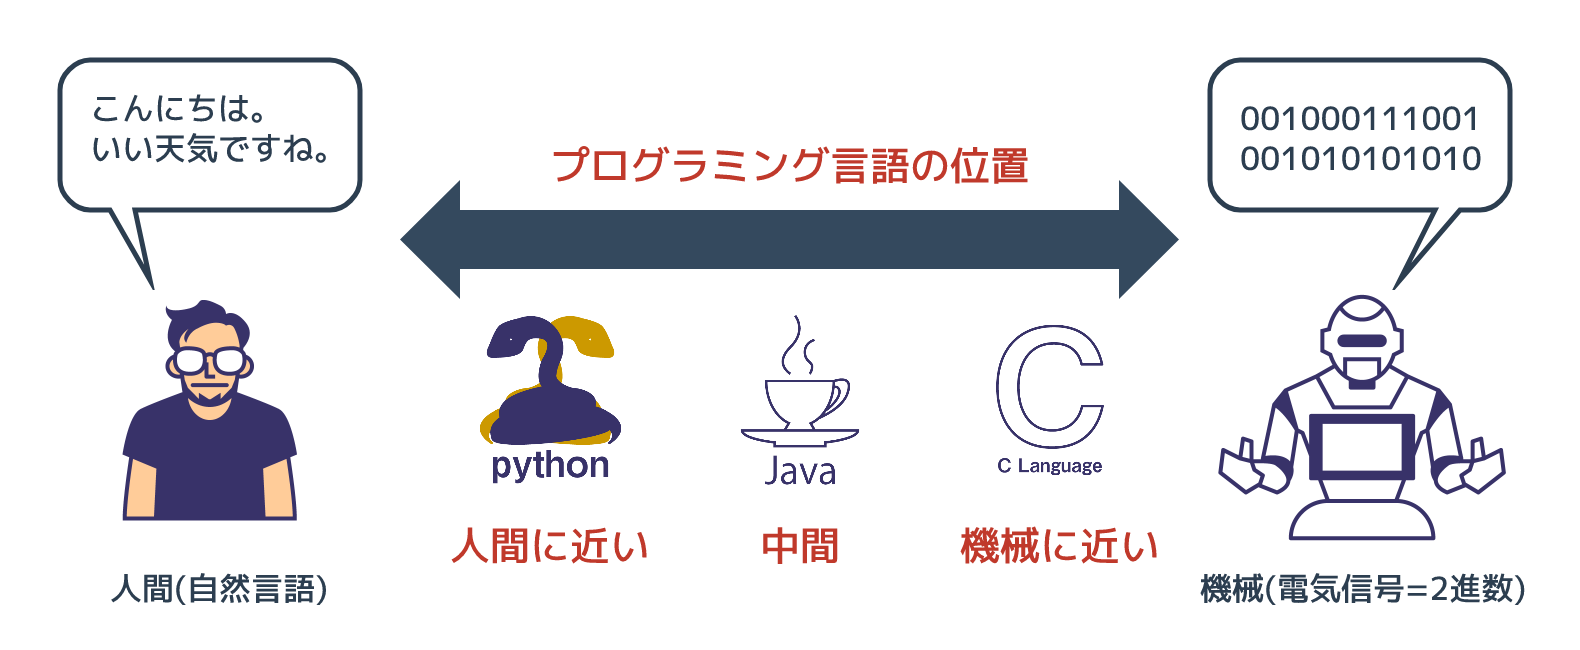 こんにちは。
いい天気ですね。
プログラミング言語の位置
001000111001
001010101010
python
Java
C
C Language
人間に近い
中間
機械に近い
人間(自然言語)
機械(電気信号=2進数)